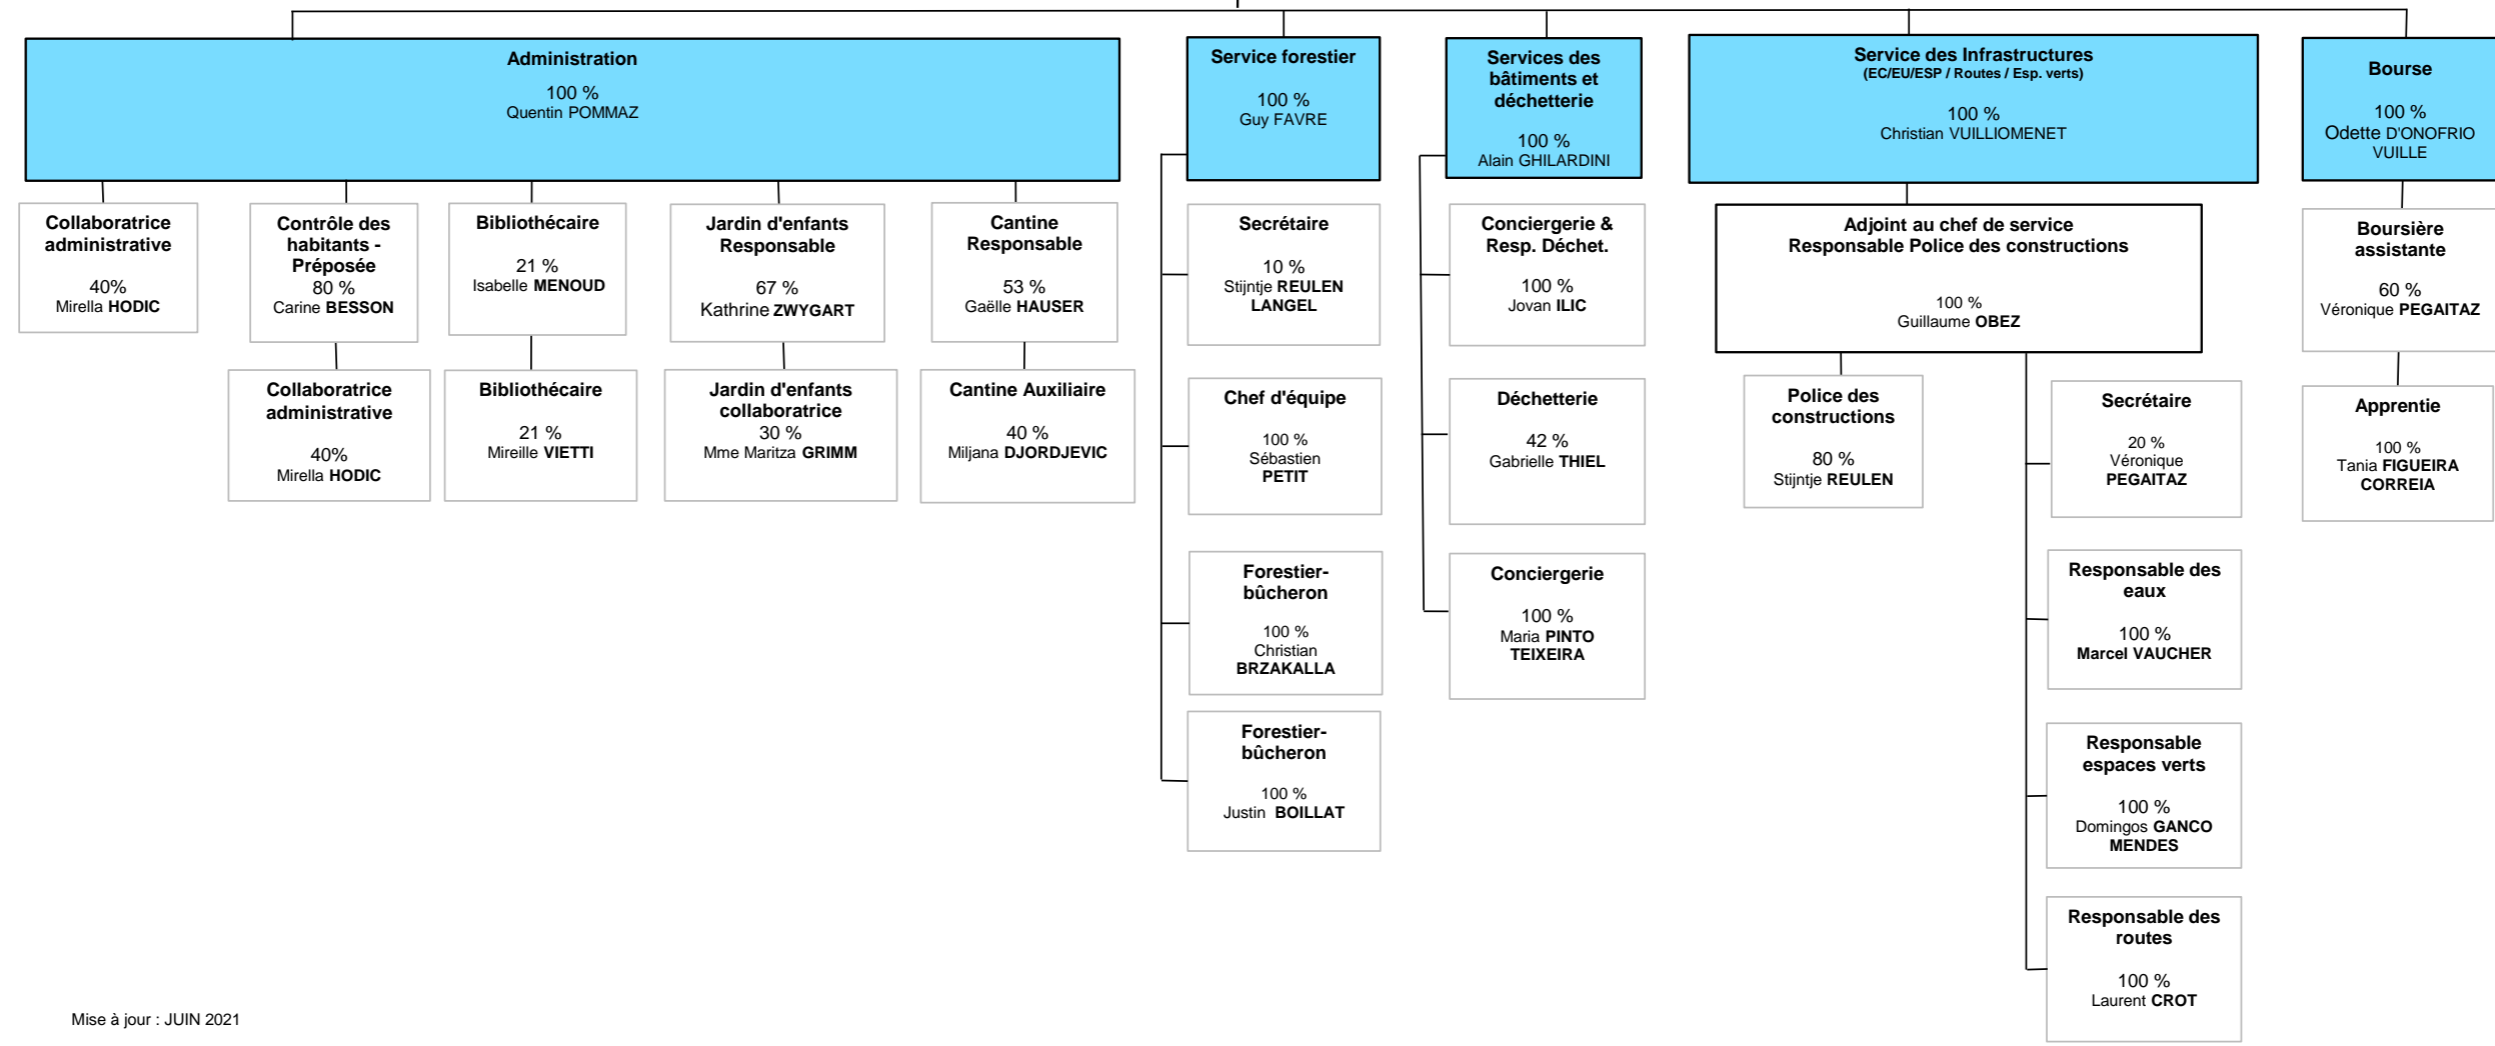 Administration
100 %
Quentin POMMAZ
Service forestier
100 %
Guy FAVRE
Services des
bâtiments et
déchetterie
100 %
Alain GHILARDINI
Service des Infrastructures
(EC/EU/ESP / Routes / Esp. verts)
100 %
Christian VUILLIOMENET
Bourse
100 %
Odette D'ONOFRIO
VUILLE
Collaboratrice
administrative
40%
Mirella HODIC
Contrôle des
habitants -
Préposée
80 %
Carine BESSON
Bibliothécaire
21 %
Isabelle MENOUD
Jardin d'enfants
Responsable
67 %
Kathrine ZWYGART
Cantine
Responsable
53 %
Gaëlle HAUSER
Secrétaire
10 %
Stijntje REULEN
LANGEL
Conciergerie &
Resp. Déchet.
100 %
Jovan ILIC
Adjoint au chef de service
Responsable Police des constructions
100 %
Guillaume OBEZ
Boursière
assistante
60 %
Véronique PEGAITAZ
Collaboratrice
administrative
40%
Mirella HODIC
Bibliothécaire
21 %
Mireille VIETTI
Jardin d'enfants
collaboratrice
30 %
Mme Maritza GRIMM
Cantine Auxiliaire
40 %
Miljana DJORDJEVIC
Chef d'équipe
100 %
Sébastien
PETIT
Déchetterie
42 %
Gabrielle THIEL
Police des
constructions
80 %
Stijntje REULEN
Secrétaire
20 %
Véronique
PEGAITAZ
Apprentie
100 %
Tania FIGUEIRA
CORREIA
Forestier-
bûcheron
100 %
Christian
BRZAKALLA
Conciergerie
100 %
Maria PINTO
TEIXEIRA
Responsable des
eaux
100 %
Marcel VAUCHER
Forestier-
bûcheron
100 %
Justin BOILLAT
Responsable
espaces verts
100 %
Domingos GANCO
MENDES
Responsable des
routes
100 %
Laurent CROT
Mise à jour : JUIN 2021